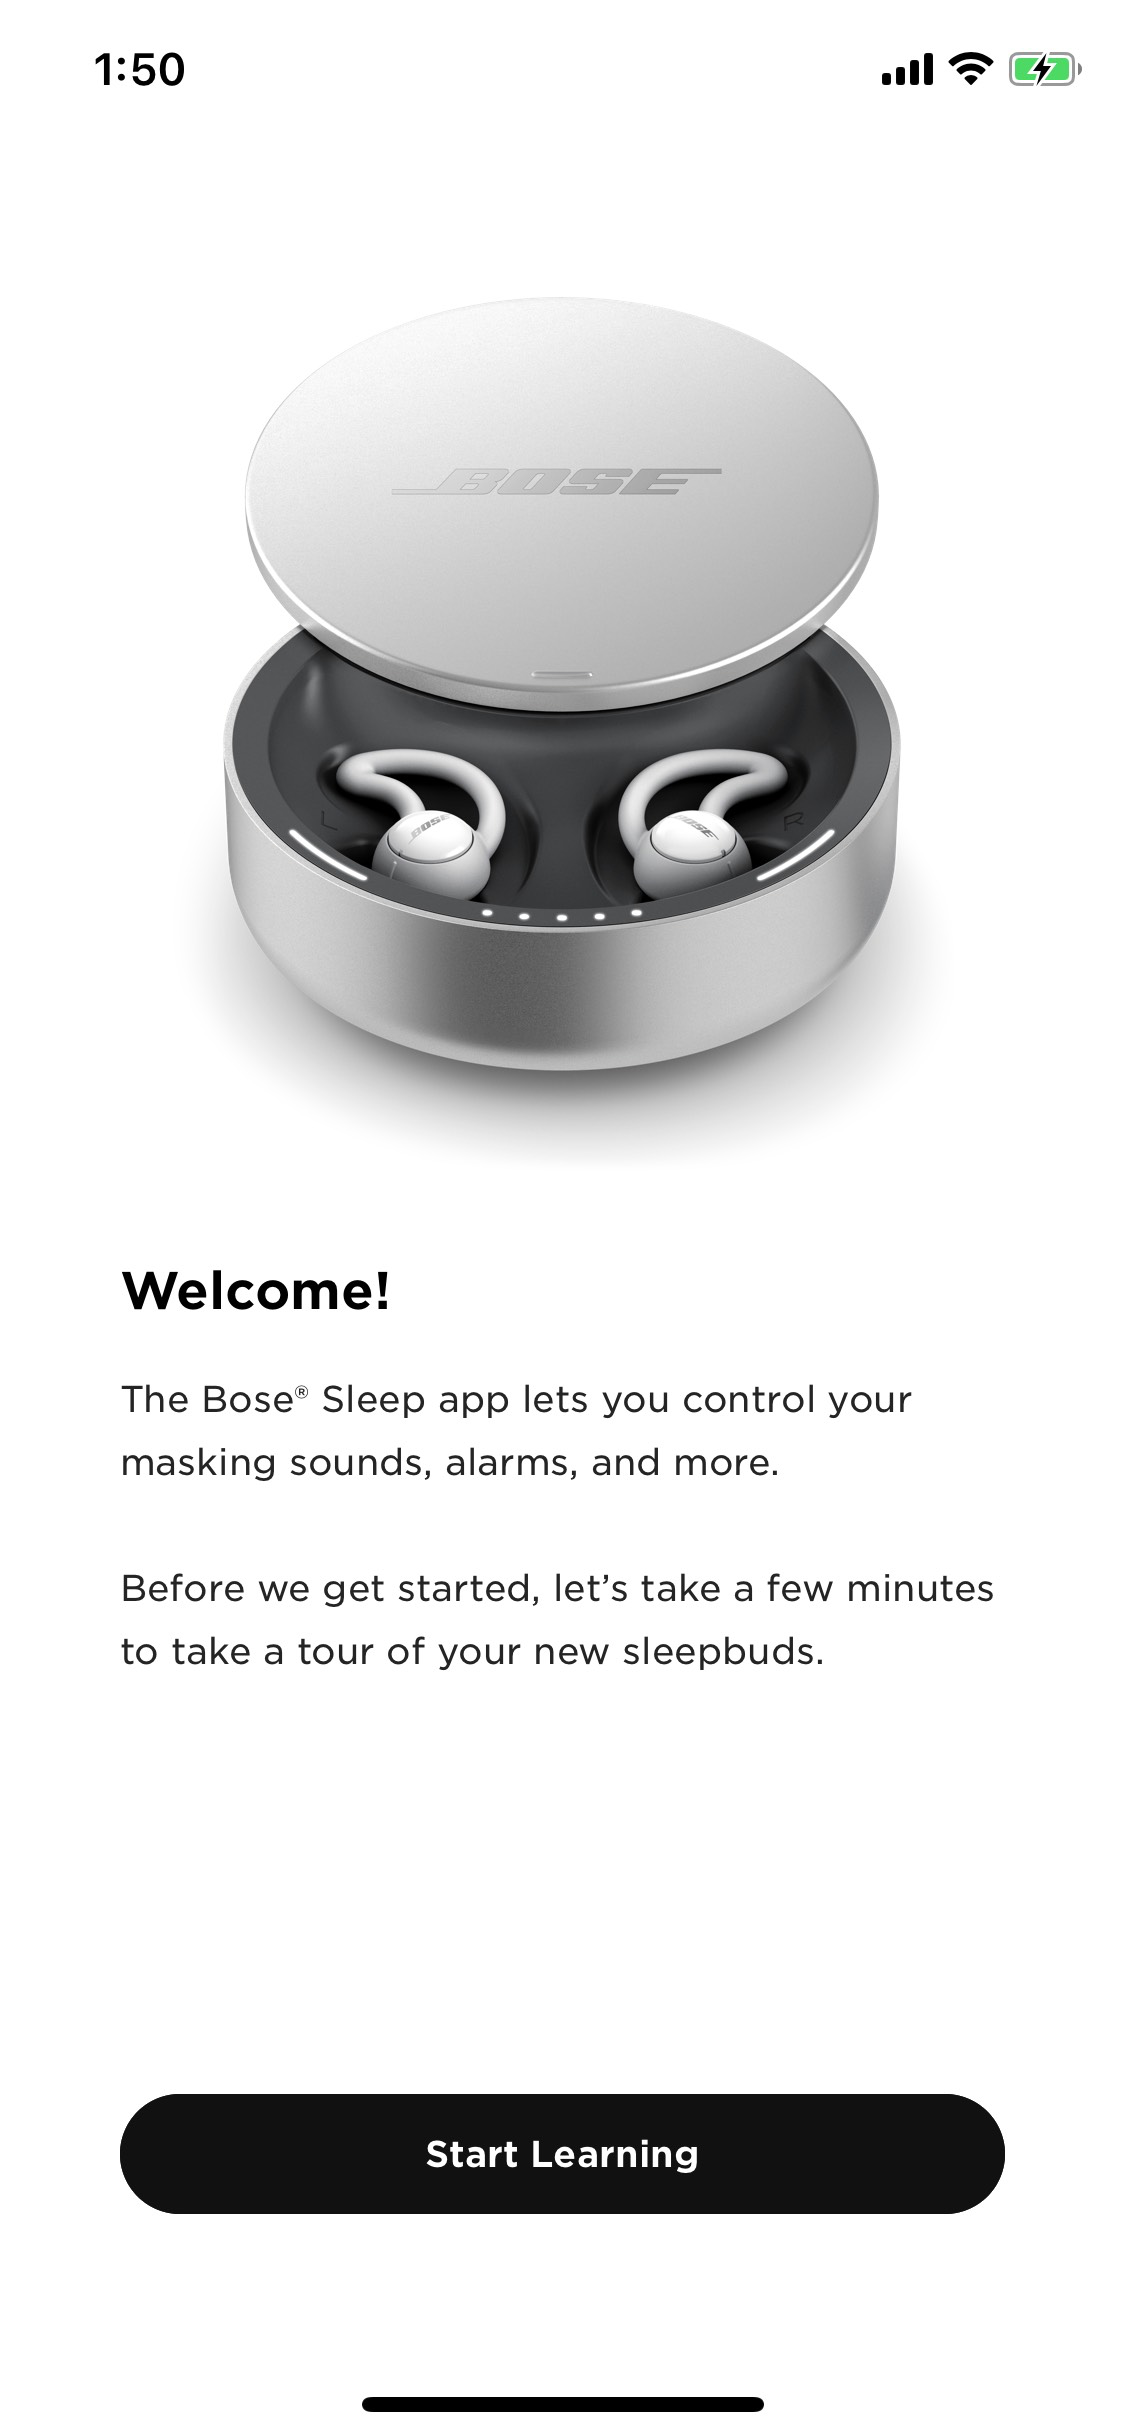 1:50
BOSE
L
R
BOSE
BOSE
Welcome!
The Bose® Sleep app lets you control your
masking sounds, alarms, and more.
Before we get started, let’s take a few minutes
to take a tour of your new sleepbuds.
Start Learning